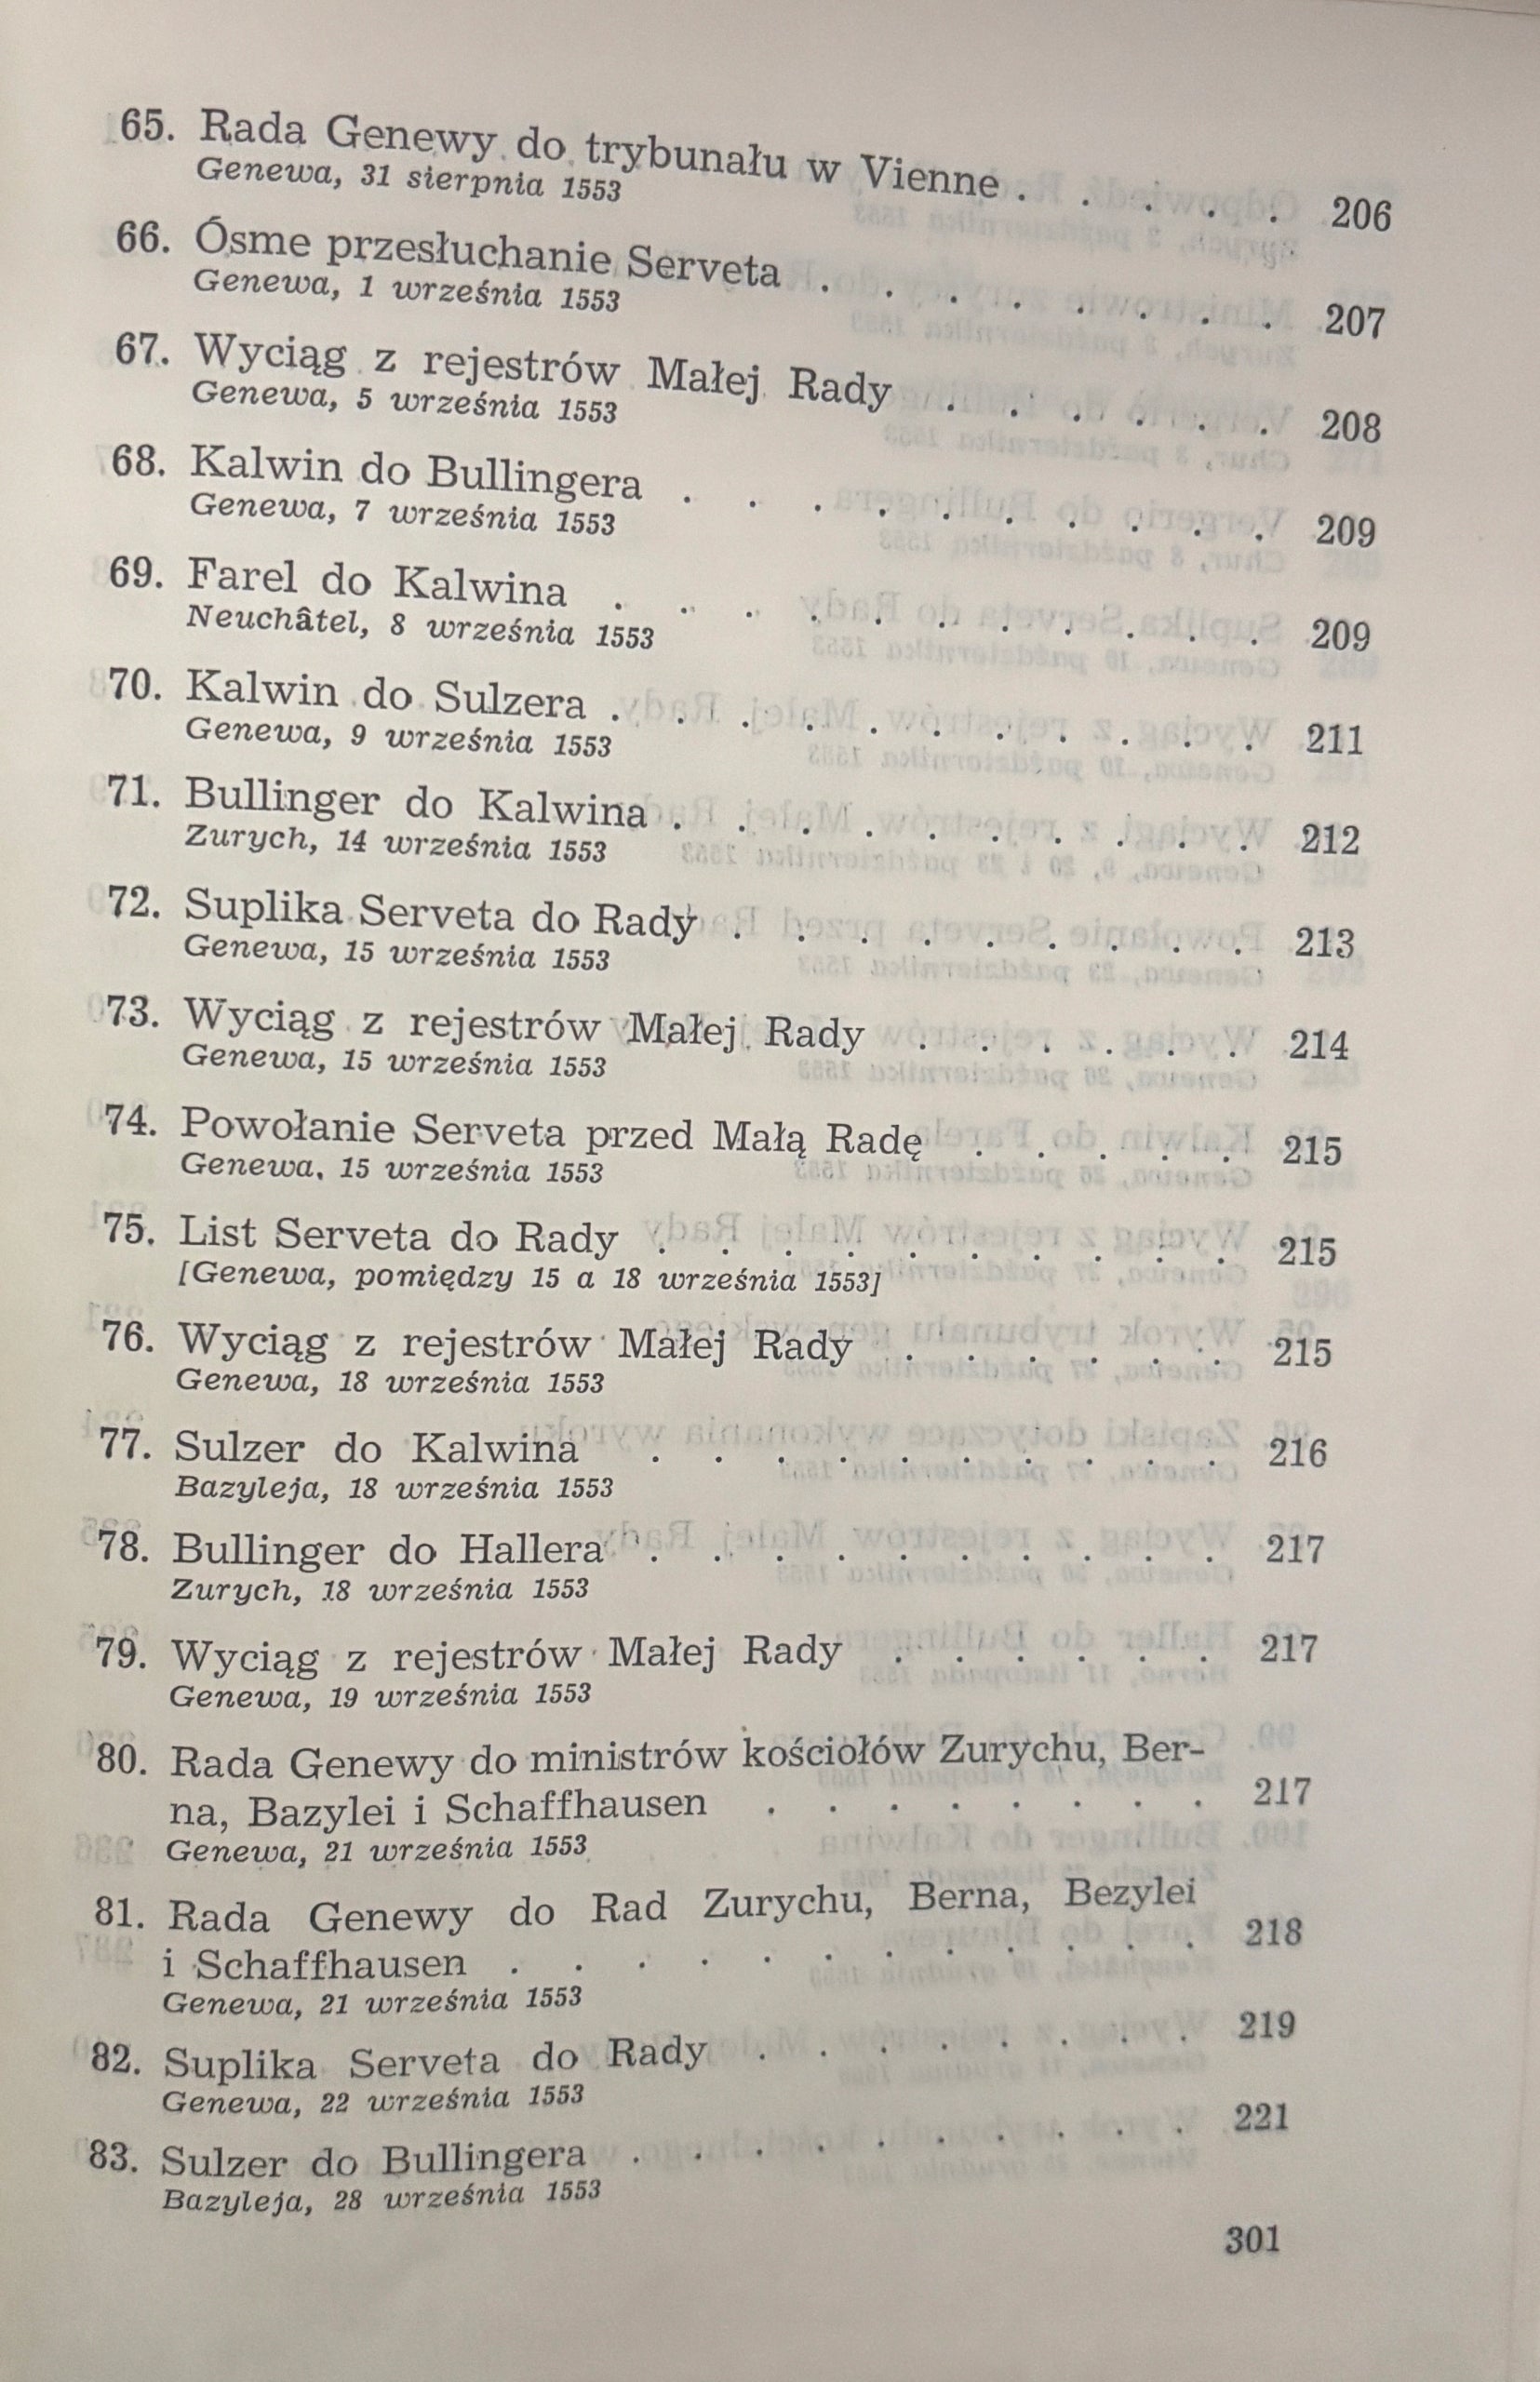 65. Rada Genewy do trybunału w Vienne . . . . . 206
Genewa, 31 sierpnia 1553
66. Ósme przesłuchanie Serveta . . . . . . . . 207
Genewa, 1 września 1553
67. Wyciąg z rejestrów Małej Rady . . . . . . 208
Genewa, 5 września 1553
68. Kalwin do Bullingera . . . . . . . . . . 209
Genewa, 7 września 1553
69. Farel do Kalwina . . . . . . . . . . . 209
Neuchâtel, 8 września 1553
70. Kalwin do Sulzera . . . . . . . . . . . 211
Genewa, 9 września 1553
71. Bullinger do Kalwina . . . . . . . . . . 212
Zurych, 14 września 1553
72. Suplika Serveta do Rady . . . . . . . . . 213
Genewa, 15 września 1553
73. Wyciąg z rejestrów Małej Rady . . . . . . 214
Genewa, 15 września 1553
74. Powołanie Serveta przed Małą Radę . . . . . 215
Genewa, 15 września 1553
75. List Serveta do Rady . . . . . . . . . . 215
[Genewa, pomiędzy 15 a 18 września 1553]
76. Wyciąg z rejestrów Małej Rady . . . . . . 215
Genewa, 18 września 1553
77. Sulzer do Kalwina . . . . . . . . . . 216
Bazyleja, 18 września 1553
78. Bullinger do Hallera . . . . . . . . . . 217
Zurych, 18 września 1553
79. Wyciąg z rejestrów Małej Rady . . . . . . 217
Genewa, 19 września 1553
80. Rada Genewy do ministrów kościołów Zurychu, Ber-
na, Bazylei i Schaffhausen . . . . . . . . 217
Genewa, 21 września 1553
81. Rada Genewy do Rad Zurychu, Berna, Bezylei
i Schaffhausen . . . . . . . . . . . . 218
Genewa, 21 września 1553
82. Suplika Serveta do Rady . . . . . . . . 219
Genewa, 22 września 1553
83. Sulzer do Bullingera . . . . . . . . . . 221
Bazyleja, 28 września 1553
301